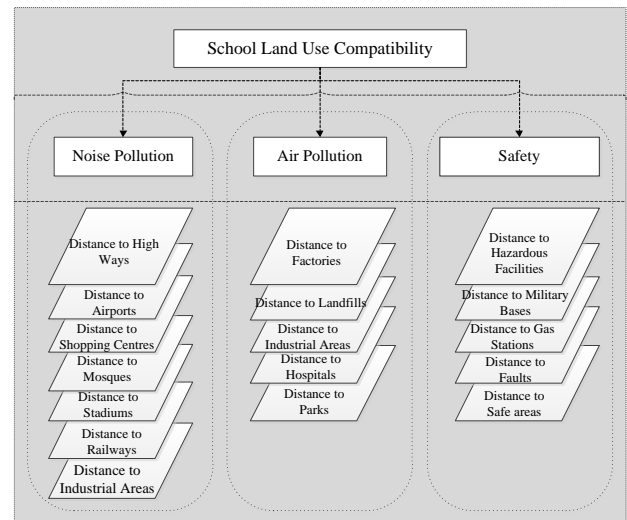 School Land Use Compatibility
Noise Pollution
Distance to High
Ways
Distance to
Airports
Distance to
Shopping Centres
Distance to
Mosques
Distance to
Stadiums
Distance to
Railways
Distance to
Industrial Areas
Air Pollution
Distance to
Factories
Distance to Landfills
Distance to
Industrial Areas
Distance to
Hospitals
Distance to
Parks
Safety
Distance to
Hazardous
Facilities
Distance to Military
Bases
Distance to Gas
Stations
Distance to
Faults
Distance to
Safe areas